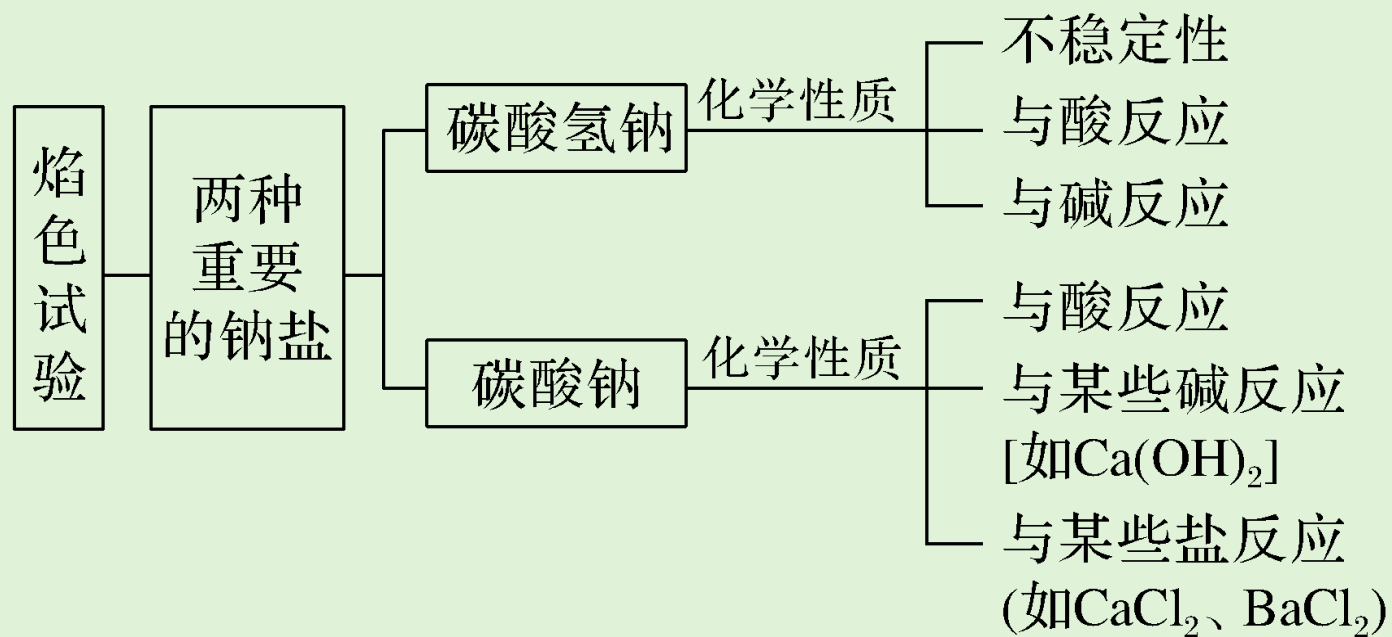 焰色试验
两种
重要
的钠盐
碳酸氢钠
化学性质
不稳定性
与酸反应
与碱反应
碳酸钠
化学性质
与酸反应
与某些碱反应
[如Ca(OH)₂]
与某些盐反应
(如CaCl₂、BaCl₂)